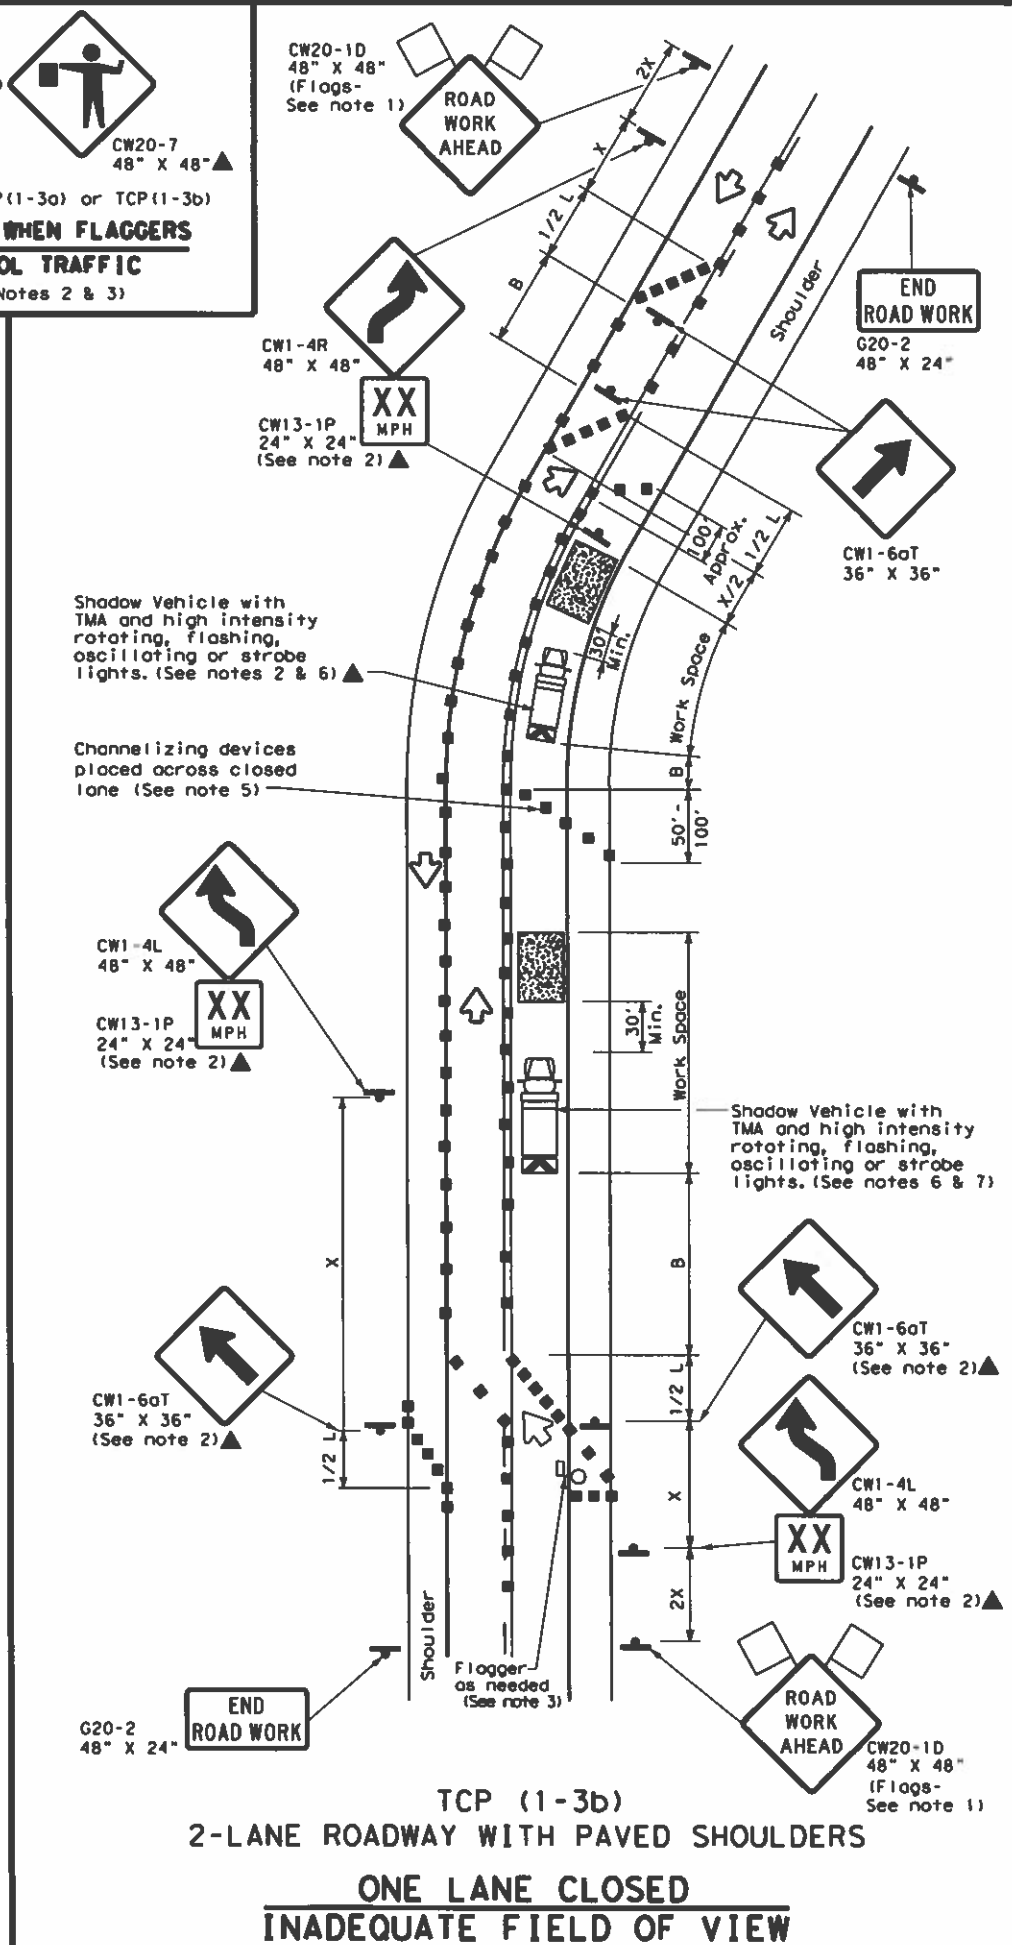 CW20-7
48" X 48"▲
(1-3a) or TCP(1-3b)
WHEN FLAGGERS
OL TRAFFIC
Notes 2 & 3)
CW20-1D
48" X 48"
(Flags-
See note 1)
ROAD
WORK
AHEAD
2X
X
1/2 L
B
END
ROAD WORK
G20-2
48" X 24"
Shoulder
CW1-4R
48" X 48"
XX
MPH
CW13-1P
24" X 24"
(See note 2)▲
CW1-6aT
36" X 36"
100'
Approx.
1/2 L
X/2
Work Space
30'
Min.
B
50'-
100'
Shadow Vehicle with
TMA and high intensity
rotating, flashing,
oscillating or strobe
lights. (See notes 2 & 6)▲
Channelizing devices
placed across closed
lane (See note 5)
CW1-4L
48" X 48"
XX
MPH
CW13-1P
24" X 24"
(See note 2)▲
30'
Min.
Work Space
Shadow Vehicle with
TMA and high intensity
rotating, flashing,
oscillating or strobe
lights. (See notes 6 & 7)
X
B
CW1-6aT
36" X 36"
(See note 2)▲
1/2 L
CW1-6aT
36" X 36"
(See note 2)▲
1/2 L
X
CW1-4L
48" X 48"
XX
MPH
CW13-1P
24" X 24"
(See note 2)▲
2X
Shoulder
Flagger
as needed
(See note 3)
END
ROAD WORK
G20-2
48" X 24"
ROAD
WORK
AHEAD
CW20-1D
48" X 48"
(Flags-
See note 1)
TCP (1-3b)
2-LANE ROADWAY WITH PAVED SHOULDERS
ONE LANE CLOSED
INADEQUATE FIELD OF VIEW